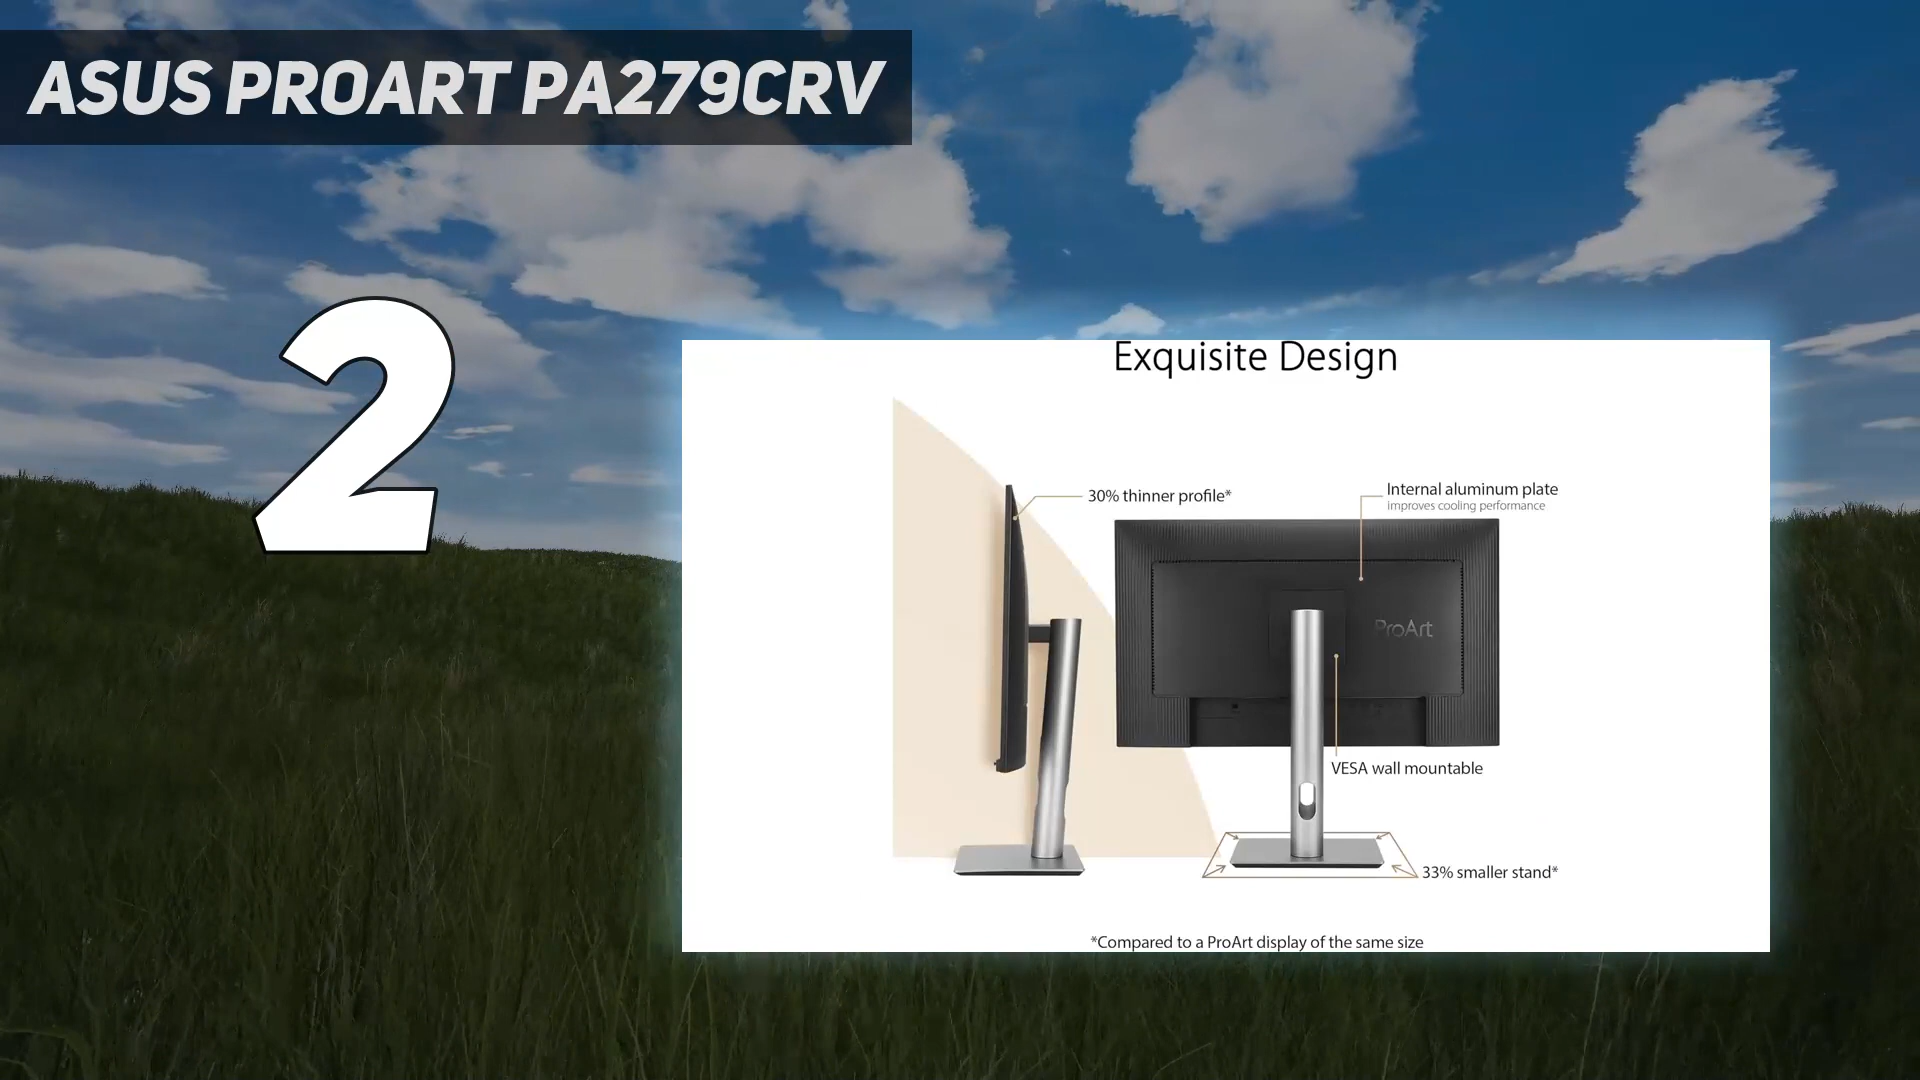 ASUS PROART PA279CRV
2
Exquisite Design
30% thinner profile*
Internal aluminum plate
improves cooling performance
ProArt
VESA wall mountable
33% smaller stand*
*Compared to a ProArt display of the same size